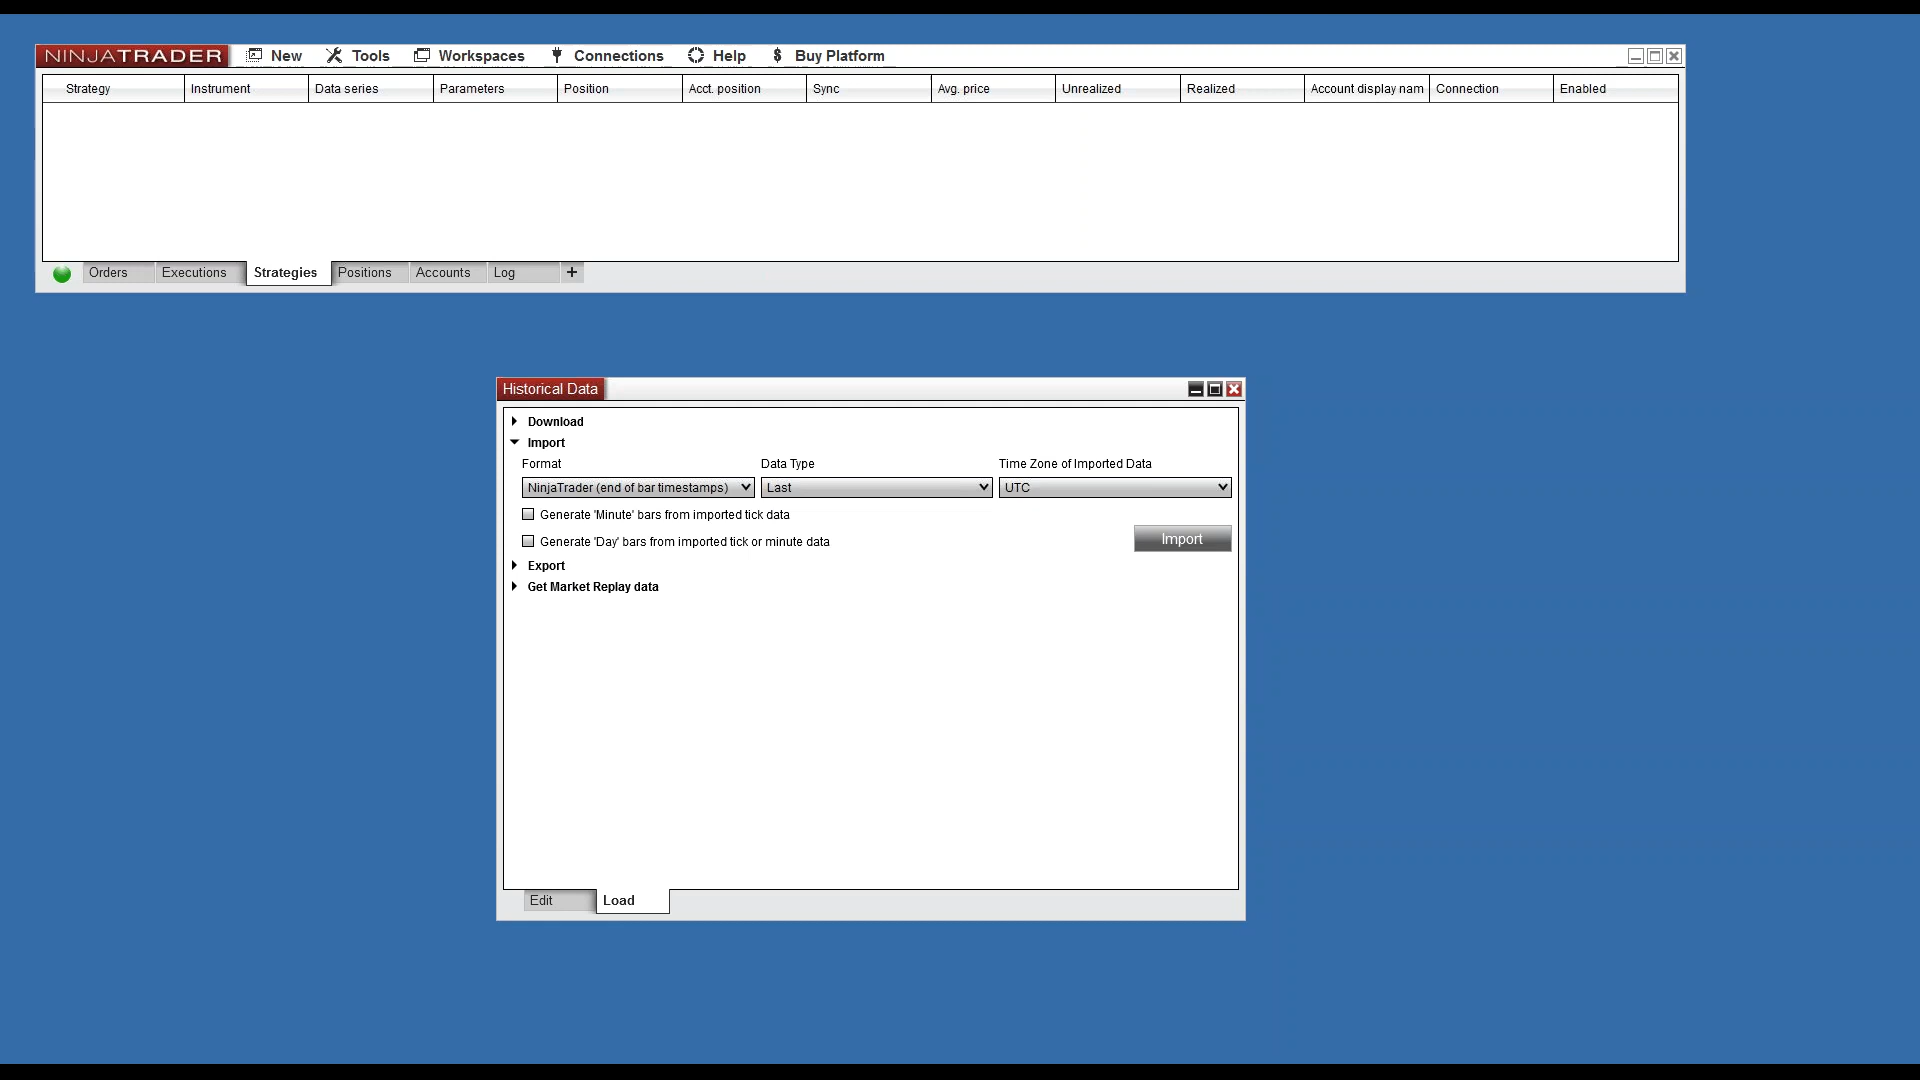 NINJATRADER New Tools Workspaces Connections Help $ Buy Platform
Strategy Instrument Data series Parameters Position Acct. position Sync Avg. price Unrealized Realized Account display nam Connection Enabled
Orders Executions Strategies Positions Accounts Log +
Historical Data
Download
Import
Format Data Type Time Zone of Imported Data
NinjaTrader (end of bar timestamps) Last UTC
Generate 'Minute' bars from imported tick data
Generate 'Day' bars from imported tick or minute data
Import
Export
Get Market Replay data
Edit Load